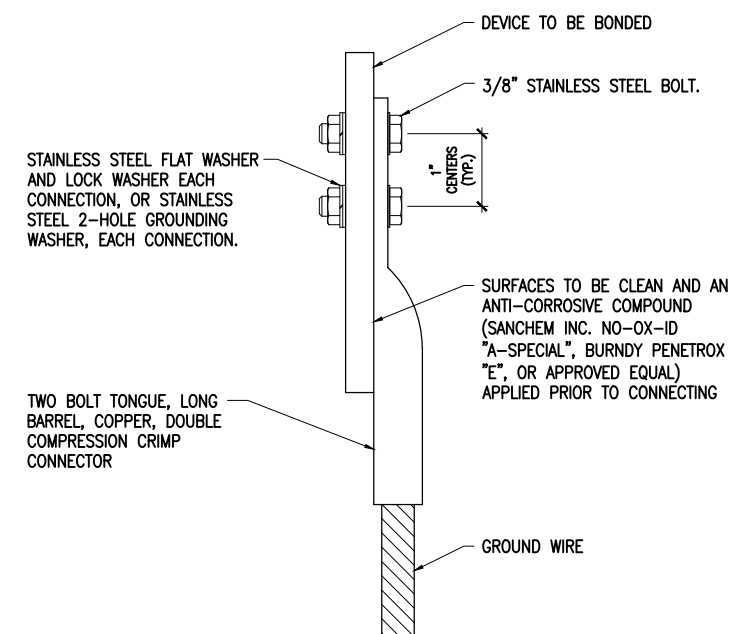 DEVICE TO BE BONDED
3/8" STAINLESS STEEL BOLT.
1"
CENTERS
(TYP.)
STAINLESS STEEL FLAT WASHER
AND LOCK WASHER EACH
CONNECTION, OR STAINLESS
STEEL 2-HOLE GROUNDING
WASHER, EACH CONNECTION.
SURFACES TO BE CLEAN AND AN
ANTI-CORROSIVE COMPOUND
(SANCHEM INC. NO-OX-ID
"A-SPECIAL", BURNDY PENETROX
"E", OR APPROVED EQUAL)
APPLIED PRIOR TO CONNECTING
TWO BOLT TONGUE, LONG
BARREL, COPPER, DOUBLE
COMPRESSION CRIMP
CONNECTOR
GROUND WIRE